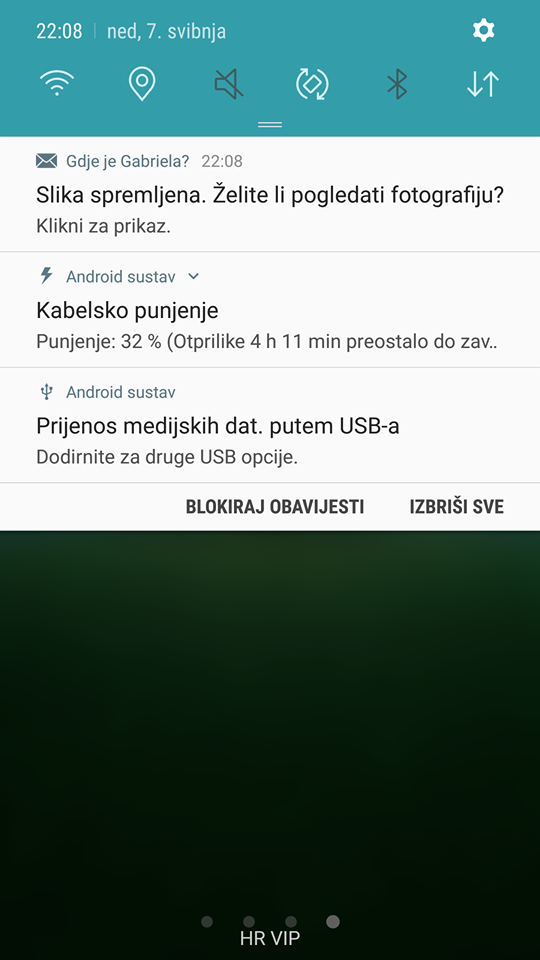 22:08 | ned, 7. svibnja
Gdje je Gabriela? 22:08
Slika spremljena. Želite li pogledati fotografiju?
Klikni za prikaz.
Android sustav
Kabelsko punjenje
Punjenje: 32 % (Otprilike 4 h 11 min preostalo do zav..
Android sustav
Prijenos medijskih dat. putem USB-a
Dodirnite za druge USB opcije.
BLOKIRAJ OBAVIJESTI IZBRIŠI SVE
HR VIP